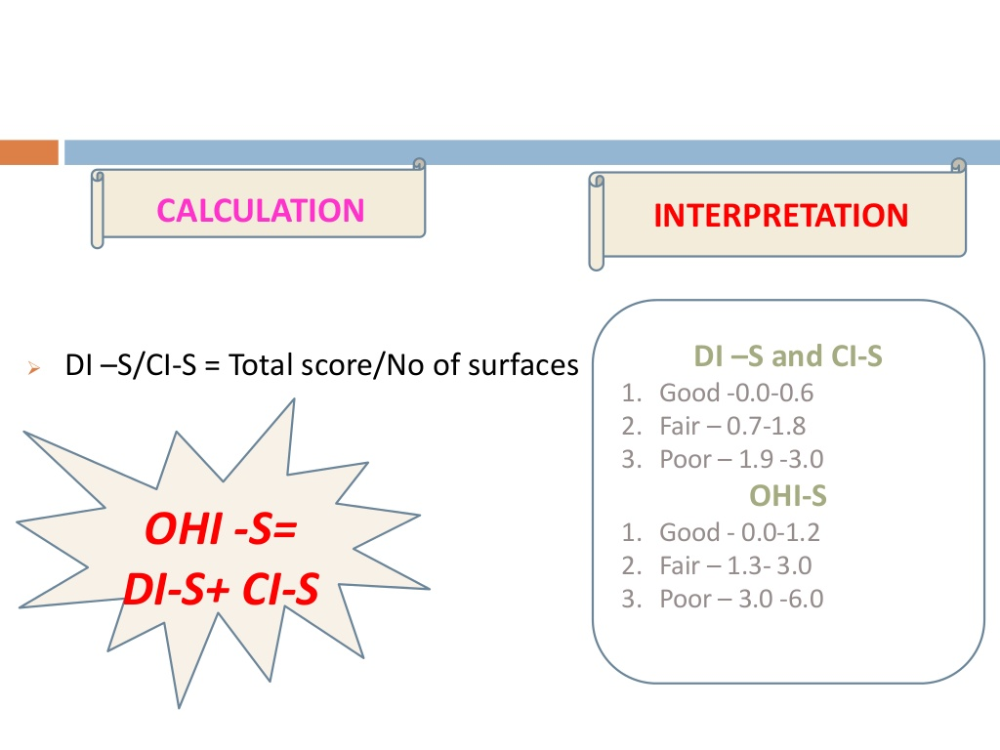 CALCULATION
INTERPRETATION
➢ DI –S/CI-S = Total score/No of surfaces
OHI -S=
DI-S+ CI-S
DI –S and CI-S
1. Good -0.0-0.6
2. Fair – 0.7-1.8
3. Poor – 1.9 -3.0
OHI-S
1. Good - 0.0-1.2
2. Fair – 1.3- 3.0
3. Poor – 3.0 -6.0